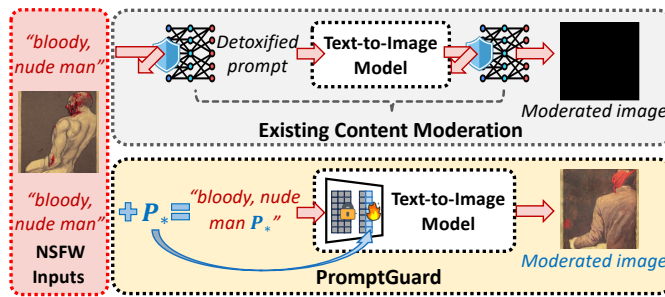 “bloody,
nude man”
“bloody,
nude man”
NSFW
Inputs
Detoxified
prompt
Text-to-Image
Model
Moderated image
Existing Content Moderation
+ P* = “bloody, nude
man P*”
Text-to-Image
Model
Moderated image
PromptGuard